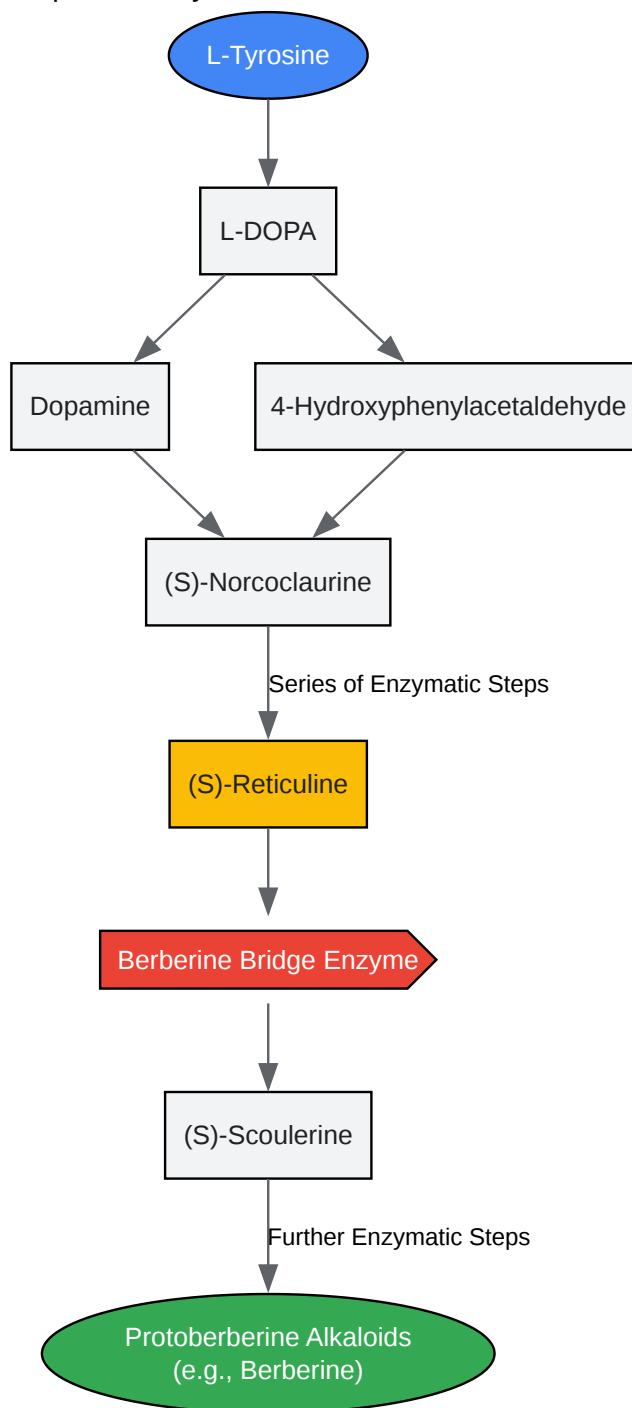 L-Tyrosine
L-DOPA
Dopamine
4-Hydroxyphenylacetaldehyde
(S)-Norcoclaurine
Series of Enzymatic Steps
(S)-Reticuline
Berberine Bridge Enzyme
(S)-Scoulerine
Further Enzymatic Steps
Protoberberine Alkaloids
(e.g., Berberine)